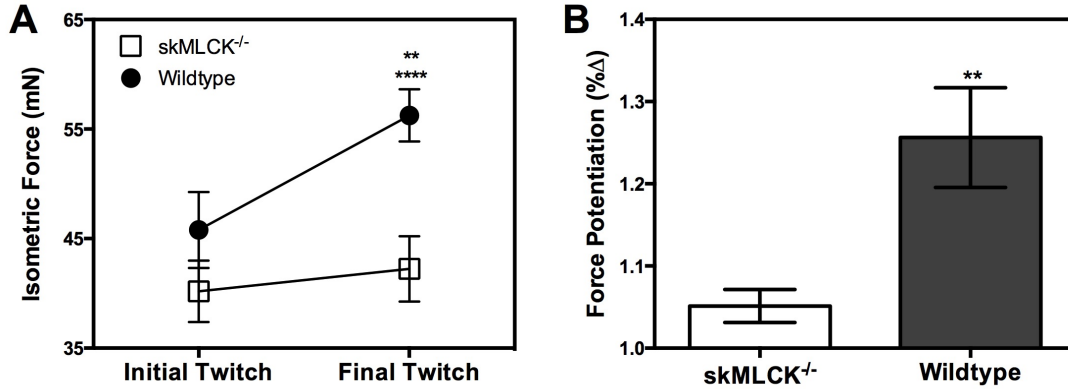 A
65
55
45
35
Isometric Force (mN)
skMLCK-/-
Wildtype
**
****
Initial Twitch
Final Twitch
B
1.4
1.3
1.2
1.1
1.0
Force Potentiation (%Δ)
**
skMLCK-/-
Wildtype